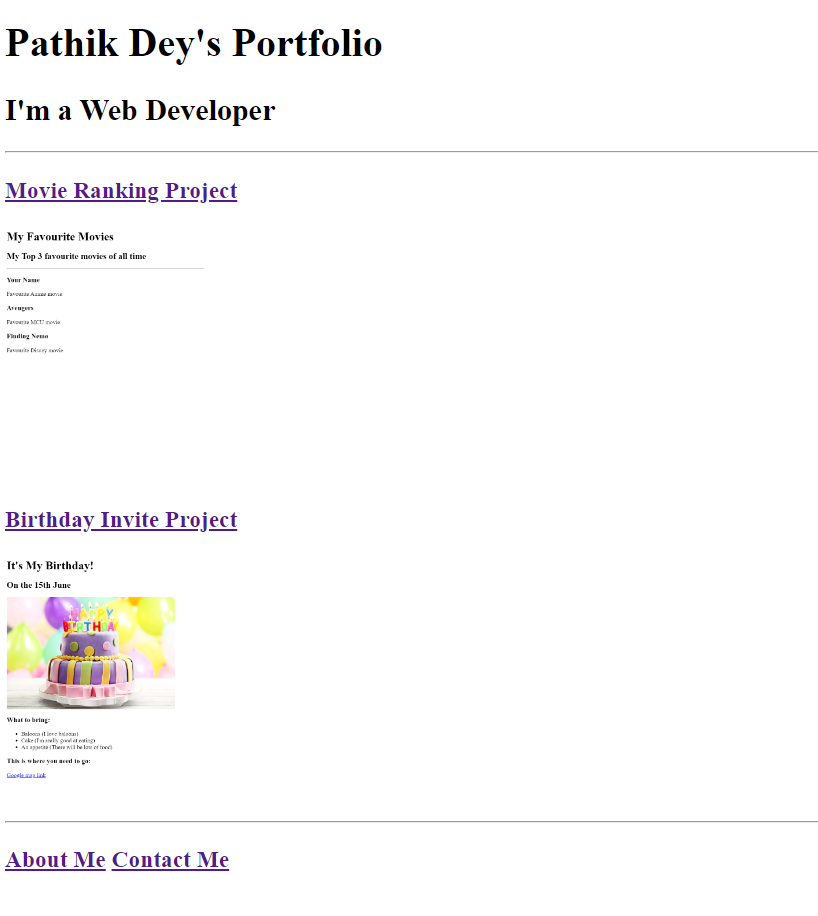 Pathik Dey's Portfolio
I'm a Web Developer
Movie Ranking Project
My Favourite Movies
My Top 3 favourite movies of all time
Your Name
Favourite Anime movie
Avengers
Favourite MCU movie
Finding Nemo
Favourite Disney movie
Birthday Invite Project
It's My Birthday!
On the 15th June
HAPPY
BIRTHDAY
What to bring:
• Baloons (I love baloons)
• Cake (I'm really good at eating)
• An appetite (There will be lots of food)
This is where you need to go:
Google map link
About Me Contact Me